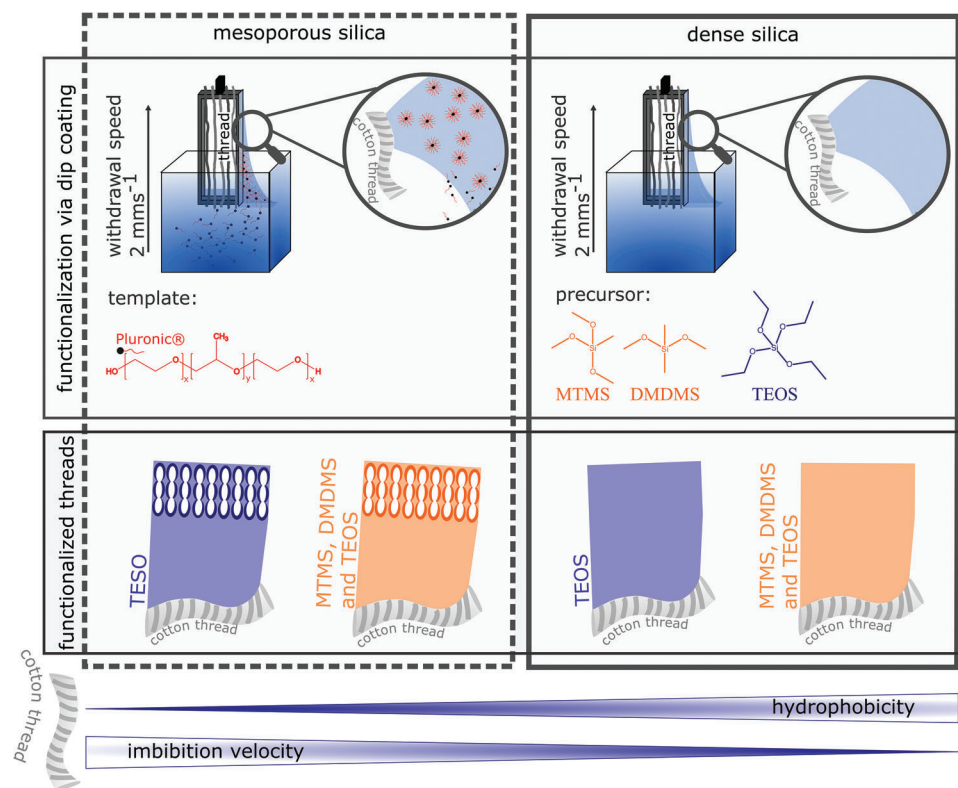 mesoporous silica
dense silica
functionalization via dip coating
withdrawal speed
2 mms⁻¹
thread
cotton thread
template:
Pluronic®
CH₃
HO
O
x
O
y
O
H
x
withdrawal speed
2 mms⁻¹
thread
cotton thread
precursor:
O
Si
O
O
MTMS
O
Si
O
DMDMS
O
O
Si
O
O
TEOS
functionalized threads
TESO
cotton thread
MTMS, DMDMS
and TEOS
cotton thread
TEOS
cotton thread
MTMS, DMDMS
and TEOS
cotton thread
cotton thread
hydrophobicity
imbibition velocity